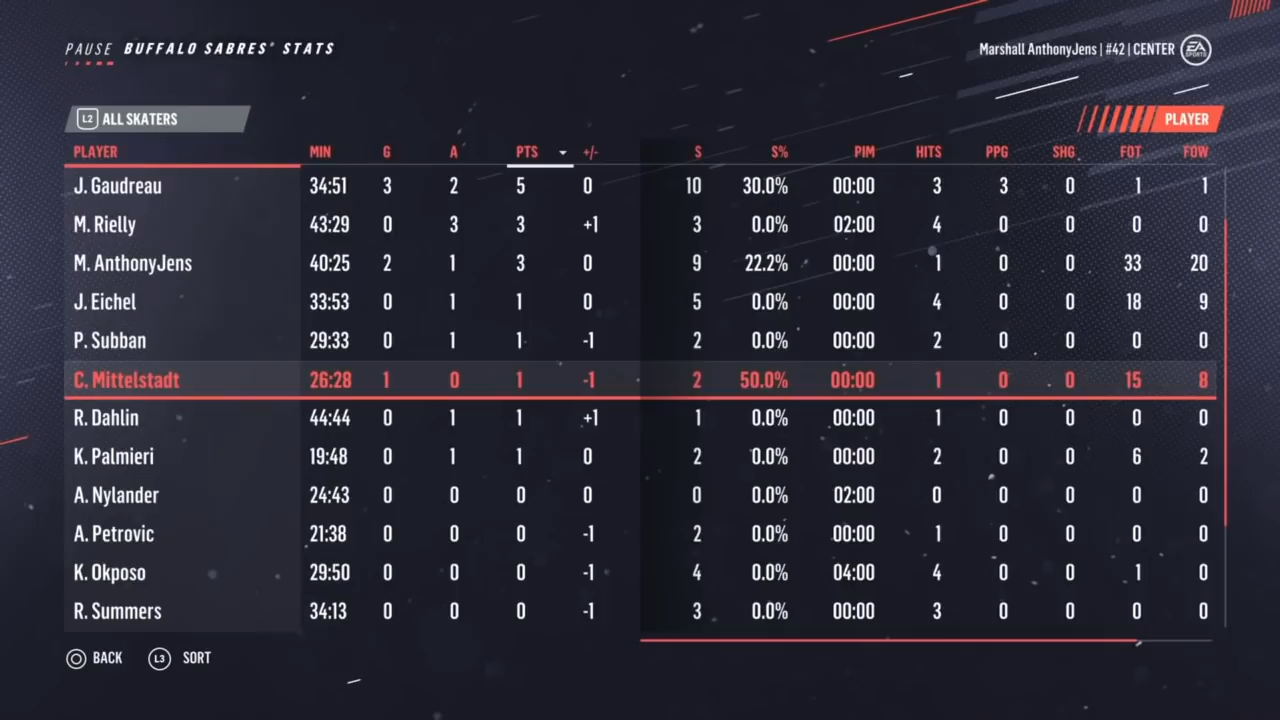 PAUSE BUFFALO SABRES' STATS
Marshall AnthonyJens | #42 | CENTER EA SPORTS
L2 ALL SKATERS
PLAYER
PLAYER MIN G A PTS +/- S S% PIM HITS PPG SHG FOT FOW
J. Gaudreau 34:51 3 2 5 0 10 30.0% 00:00 3 3 0 1 1
M. Rielly 43:29 0 3 3 +1 3 0.0% 02:00 4 0 0 0 0
M. AnthonyJens 40:25 2 1 3 0 9 22.2% 00:00 1 0 0 33 20
J. Eichel 33:53 0 1 1 0 5 0.0% 00:00 4 0 0 18 9
P. Subban 29:33 0 1 1 -1 2 0.0% 00:00 2 0 0 0 0
C. Mittelstadt 26:28 1 0 1 -1 2 50.0% 00:00 1 0 0 15 8
R. Dahlin 44:44 0 1 1 +1 1 0.0% 00:00 1 0 0 0 0
K. Palmieri 19:48 0 1 1 0 2 0.0% 00:00 2 0 0 6 2
A. Nylander 24:43 0 0 0 0 0 0.0% 02:00 0 0 0 0 0
A. Petrovic 21:38 0 0 0 -1 2 0.0% 00:00 1 0 0 0 0
K. Okposo 29:50 0 0 0 -1 4 0.0% 04:00 4 0 0 1 0
R. Summers 34:13 0 0 0 -1 3 0.0% 00:00 3 0 0 0 0
BACK L3 SORT